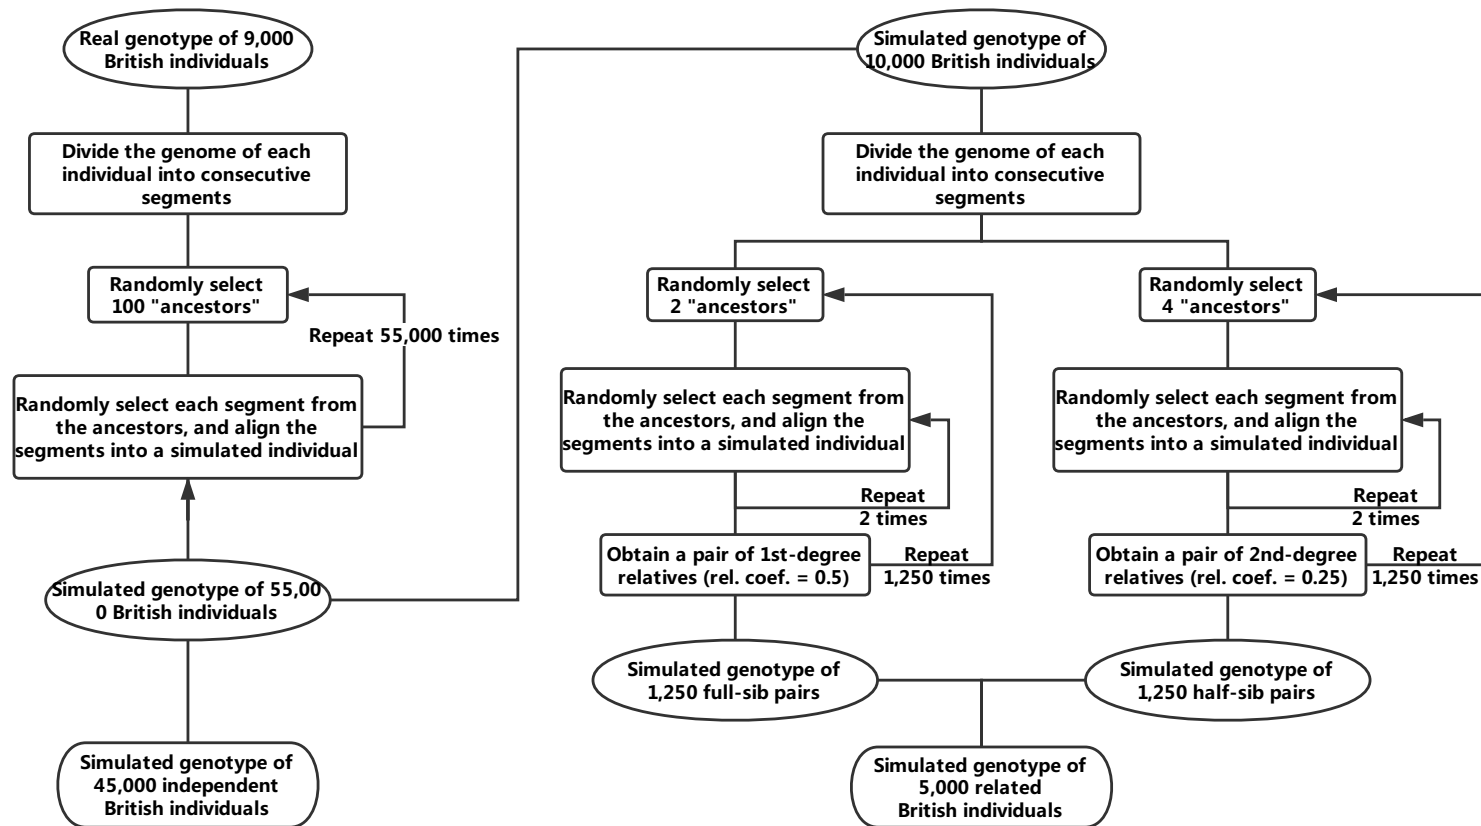 Real genotype of 9,000
British individuals
Divide the genome of each
individual into consecutive
segments
Randomly select
100 "ancestors"
Repeat 55,000 times
Randomly select each segment from
the ancestors, and align the
segments into a simulated individual
Simulated genotype of 55,00
0 British individuals
Simulated genotype of
45,000 independent
British individuals
Simulated genotype of
10,000 British individuals
Divide the genome of each
individual into consecutive
segments
Randomly select
2 "ancestors"
Randomly select each segment from
the ancestors, and align the
segments into a simulated individual
Repeat
2 times
Obtain a pair of 1st-degree
relatives (rel. coef. = 0.5)
Repeat
1,250 times
Simulated genotype of
1,250 full-sib pairs
Randomly select
4 "ancestors"
Randomly select each segment from
the ancestors, and align the
segments into a simulated individual
Repeat
2 times
Obtain a pair of 2nd-degree
relatives (rel. coef. = 0.25)
Repeat
1,250 times
Simulated genotype of
1,250 half-sib pairs
Simulated genotype of
5,000 related
British individuals